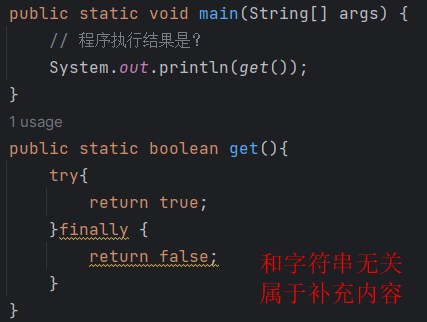 public static void main(String[] args) {
// 程序执行结果是？
System.out.println(get());
}
1 usage
public static boolean get(){
try{
return true;
}finally {
return false;
}
}
和字符串无关
属于补充内容